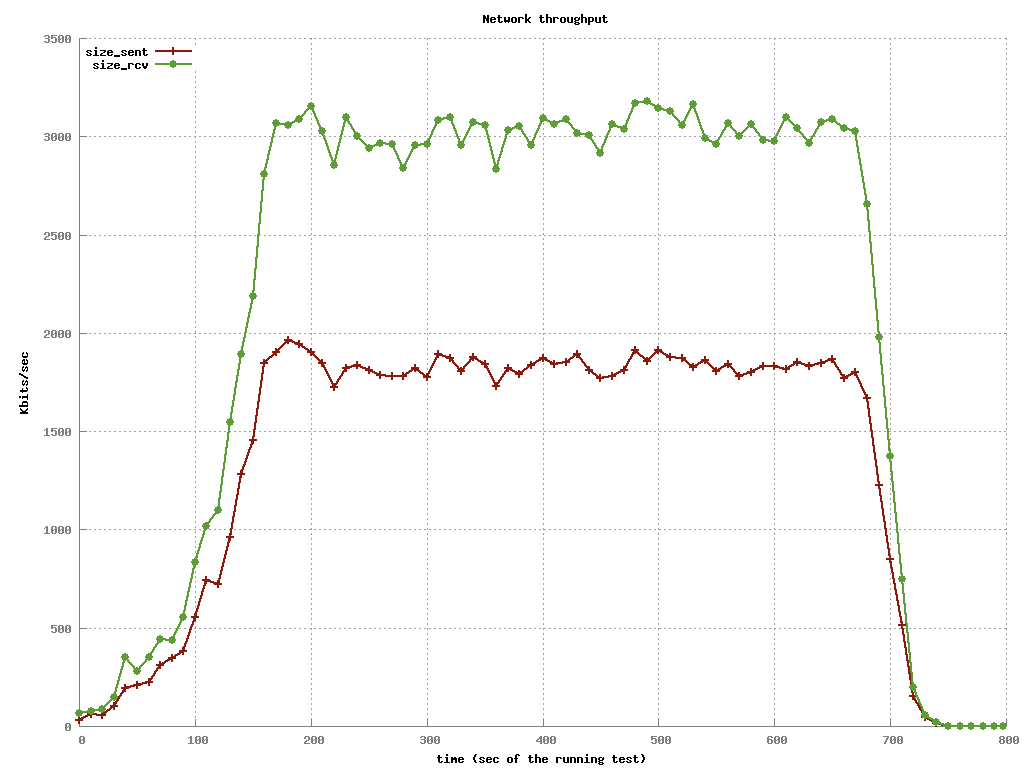 Network throughput
size_sent
size_rcv
3500
3000
2500
2000
1500
1000
500
0
Kbits/sec
0 100 200 300 400 500 600 700 800
time (sec of the running test)